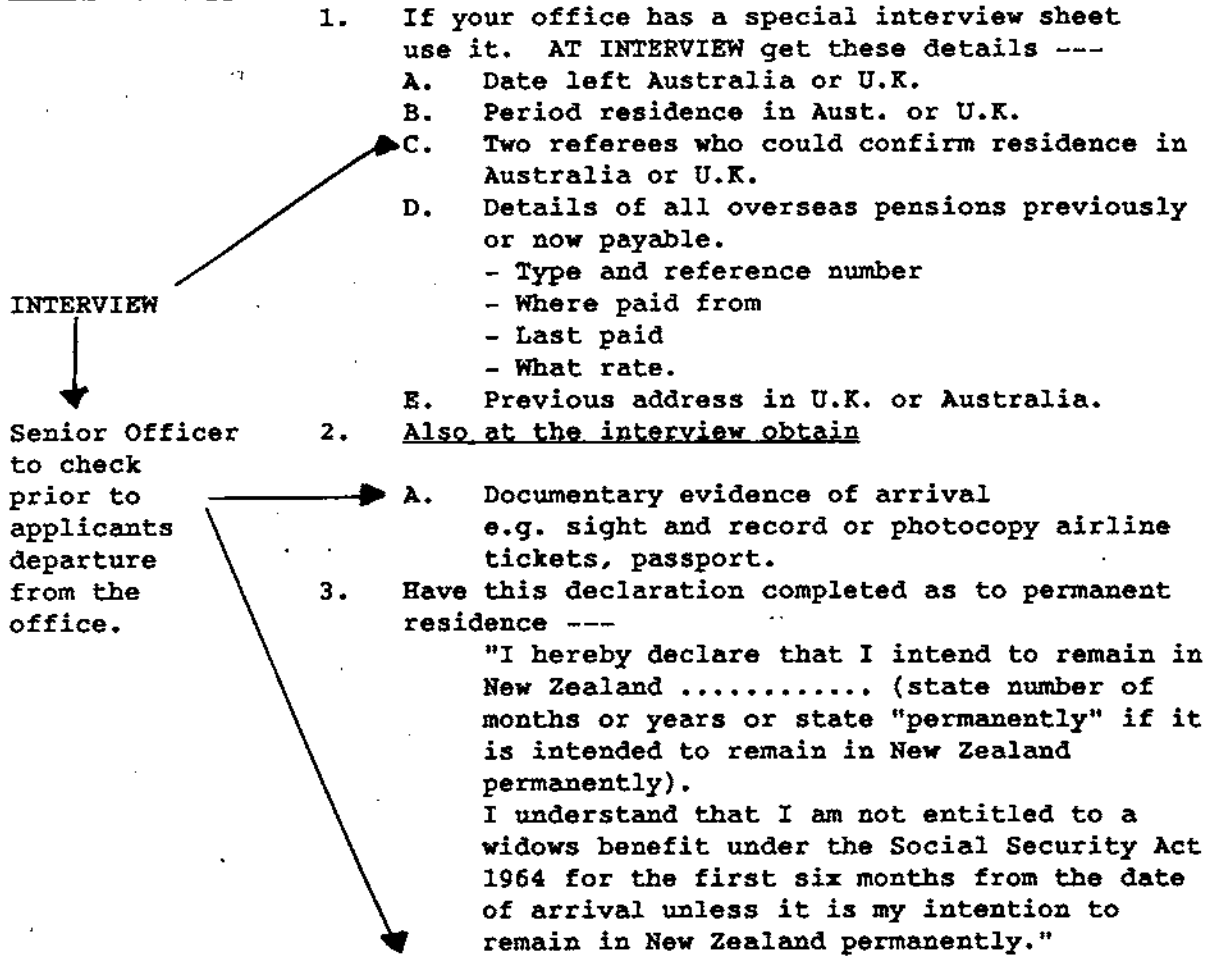 1. If your office has a special interview sheet
use it. AT INTERVIEW get these details ---
A. Date left Australia or U.K.
B. Period residence in Aust. or U.K.
C. Two referees who could confirm residence in
Australia or U.K.
D. Details of all overseas pensions previously
or now payable.
- Type and reference number
- Where paid from
- Last paid
- What rate.
E. Previous address in U.K. or Australia.
INTERVIEW
Senior Officer
to check
prior to
applicants
departure
from the
office.
2. Also at the interview obtain
A. Documentary evidence of arrival
e.g. sight and record or photocopy airline
tickets, passport.
3. Have this declaration completed as to permanent
residence ---
"I hereby declare that I intend to remain in
New Zealand ............ (state number of
months or years or state "permanently" if it
is intended to remain in New Zealand
permanently).
I understand that I am not entitled to a
widows benefit under the Social Security Act
1964 for the first six months from the date
of arrival unless it is my intention to
remain in New Zealand permanently."